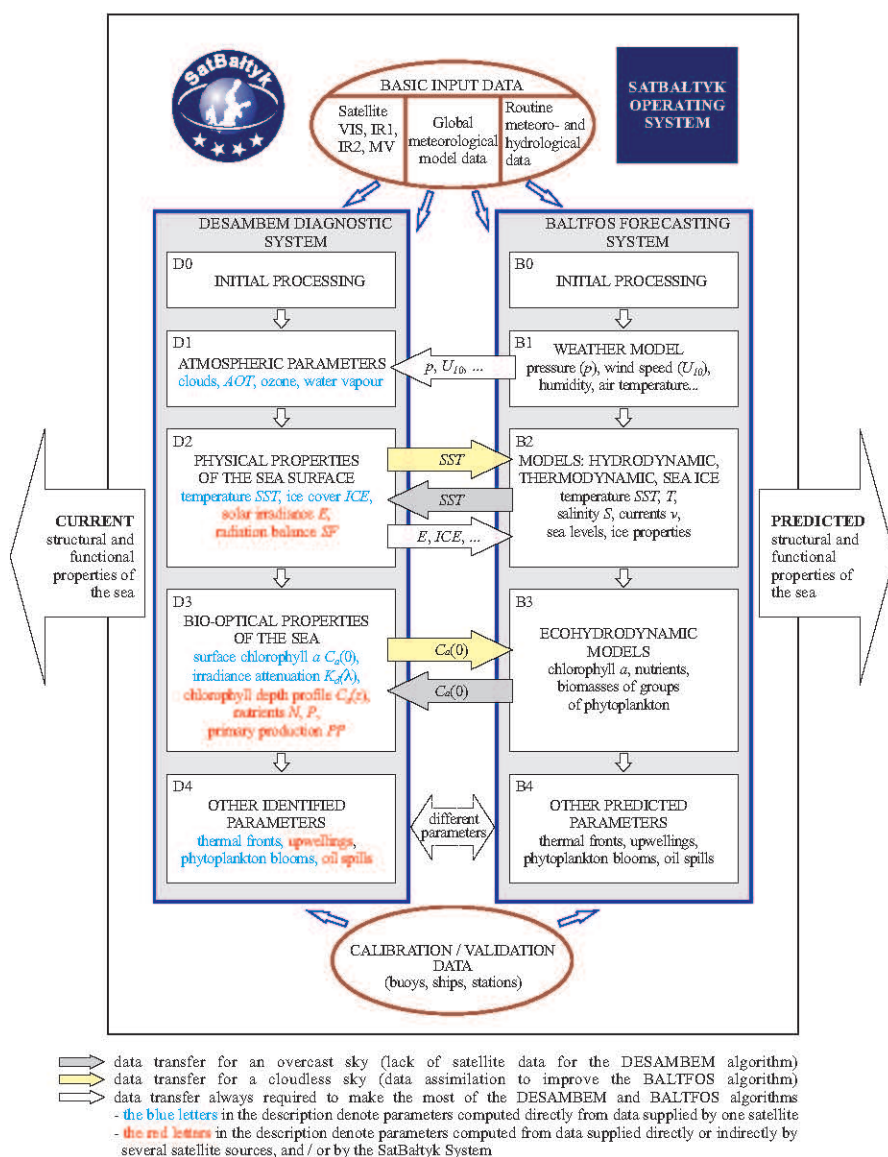 SatBałtyk
BASIC INPUT DATA
Satellite
VIS, IR1,
IR2, MV
Global
meteorological
model data
Routine
meteoro- and
hydrological
data
SATBAŁTYK
OPERATING
SYSTEM
DESAMBEM DIAGNOSTIC
SYSTEM
D0
INITIAL PROCESSING
D1
ATMOSPHERIC PARAMETERS
clouds, AOT, ozone, water vapour
D2
PHYSICAL PROPERTIES
OF THE SEA SURFACE
temperature SST, ice cover ICE,
solar irradiance E,
radiation balance SF
D3
BIO-OPTICAL PROPERTIES
OF THE SEA
surface chlorophyll a Ca(0),
irradiance attenuation Kd(λ),
chlorophyll depth profile Ca(z),
nutrients N, P,
primary production PP
D4
OTHER IDENTIFIED
PARAMETERS
thermal fronts, upwellings,
phytoplankton blooms, oil spills
p, U10, ...
SST
SST
E, ICE, ...
Ca(0)
Ca(0)
different
parameters
BALTFOS FORECASTING
SYSTEM
B0
INITIAL PROCESSING
B1
WEATHER MODEL
pressure (p), wind speed (U10),
humidity, air temperature...
B2
MODELS: HYDRODYNAMIC,
THERMODYNAMIC, SEA ICE
temperature SST, T,
salinity S, currents v,
sea levels, ice properties
B3
ECOHYDRODYNAMIC
MODELS
chlorophyll a, nutrients,
biomasses of groups
of phytoplankton
B4
OTHER PREDICTED
PARAMETERS
thermal fronts, upwellings,
phytoplankton blooms, oil spills
CURRENT
structural and
functional
properties of
the sea
PREDICTED
structural and
functional
properties of
the sea
CALIBRATION / VALIDATION
DATA
(buoys, ships, stations)
data transfer for an overcast sky (lack of satellite data for the DESAMBEM algorithm)
data transfer for a cloudless sky (data assimilation to improve the BALTFOS algorithm)
data transfer always required to make the most of the DESAMBEM and BALTFOS algorithms
- the blue letters in the description denote parameters computed directly from data supplied by one satellite
- the red letters in the description denote parameters computed from data supplied directly or indirectly by
several satellite sources, and / or by the SatBałtyk System